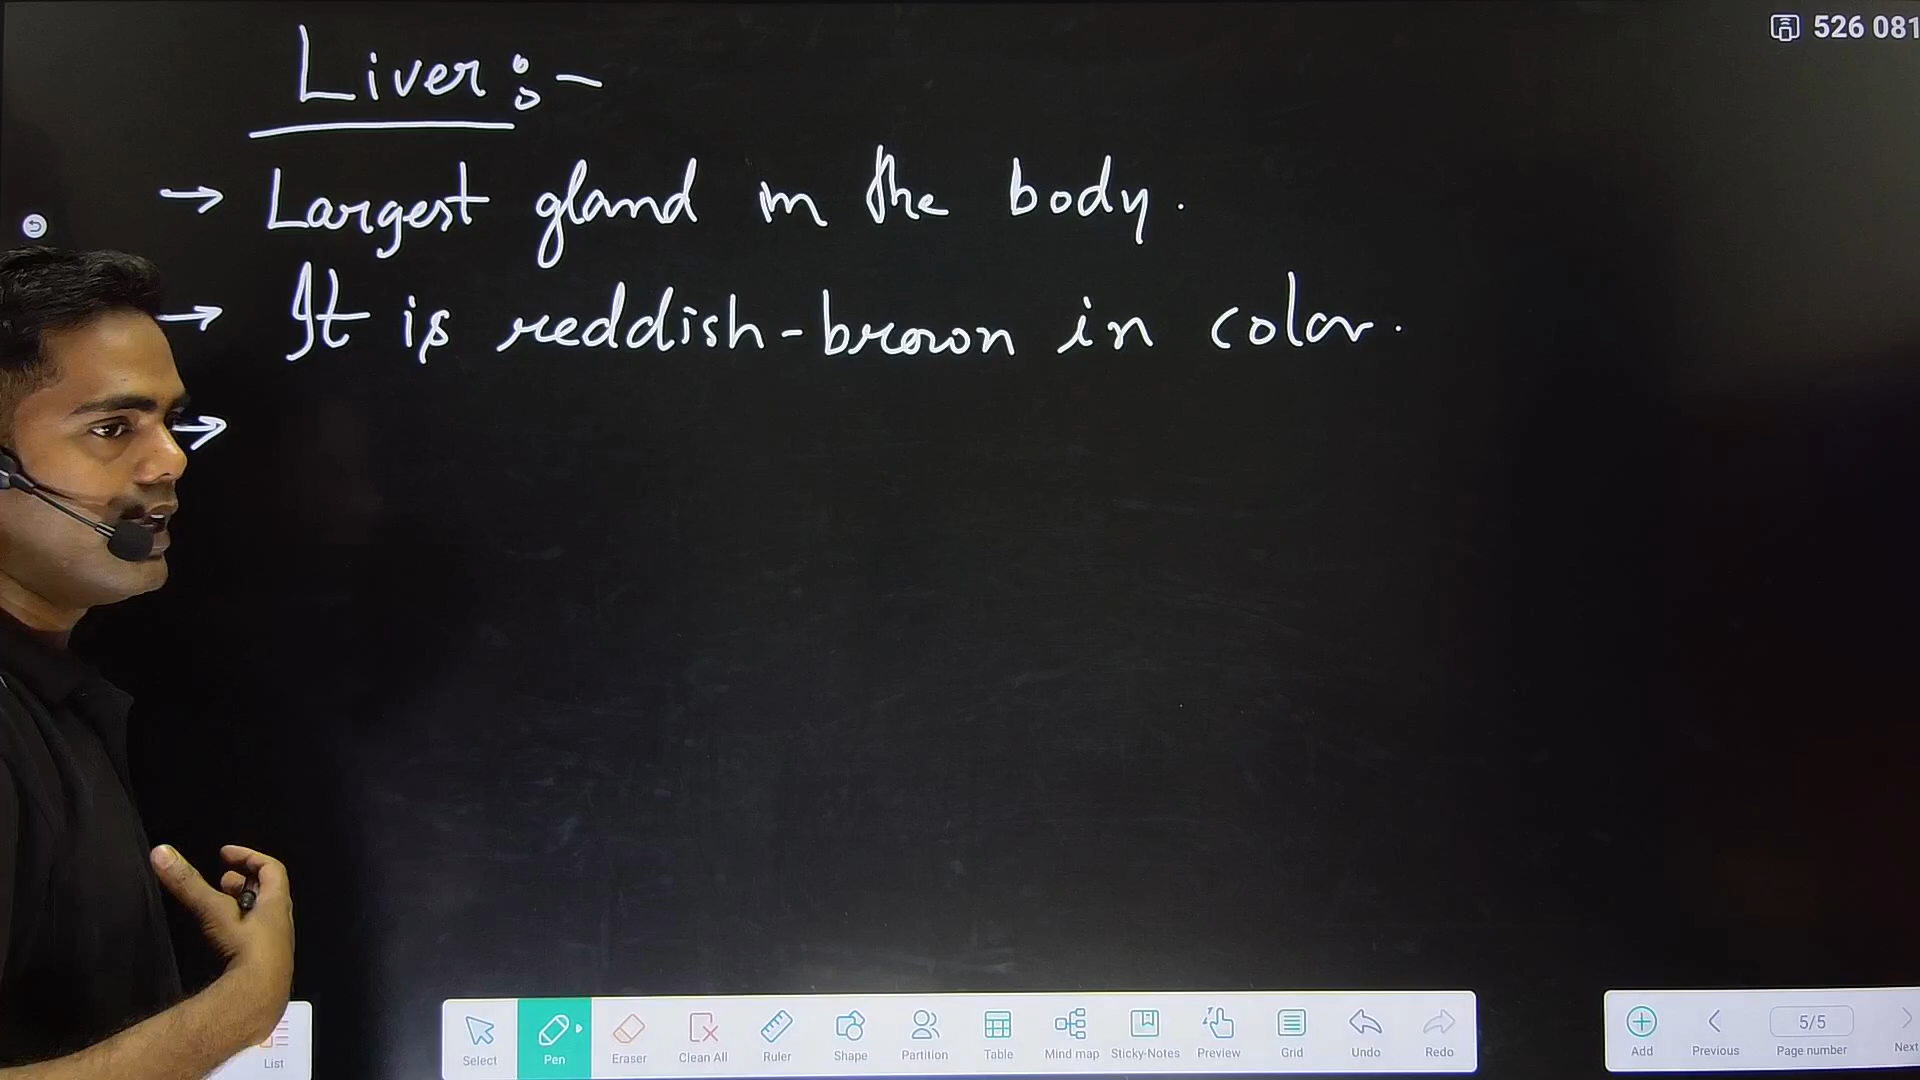 526 081
Liver :-
→ Largest gland in the body.
→ It is reddish-brown in color.
→
List
Select Pen Eraser Clean All Ruler Shape Partition Table Mind map Sticky-Notes Preview Grid Undo Redo
Add Previous 5/5 Page number Next